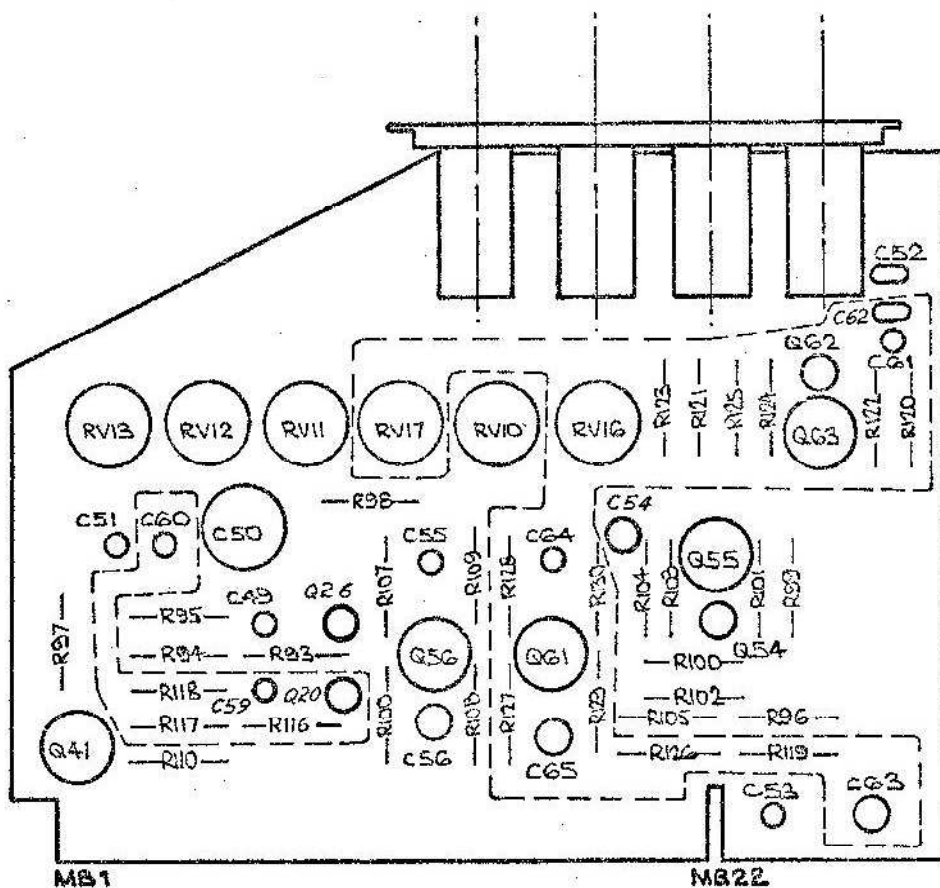 C52
C62
Q62
C61
RV13 RV12 RV11 RV17 RV10 RV16 R123 R121 R125 R124 Q63 R122 R120
R98
C51 C60 C50 C55 C64 C54
R107 R109 R128 R130 R104 R103 Q55 R101 R99
R97
R95 C49 Q26
R94 R93 Q56 Q61 Q54
R100
R118 C59 Q20
R102
R117 R116 R108 R127 R129 R105 R96
Q41 R110 C56 C65 R126 R119
C53 C63
MB1 MB22